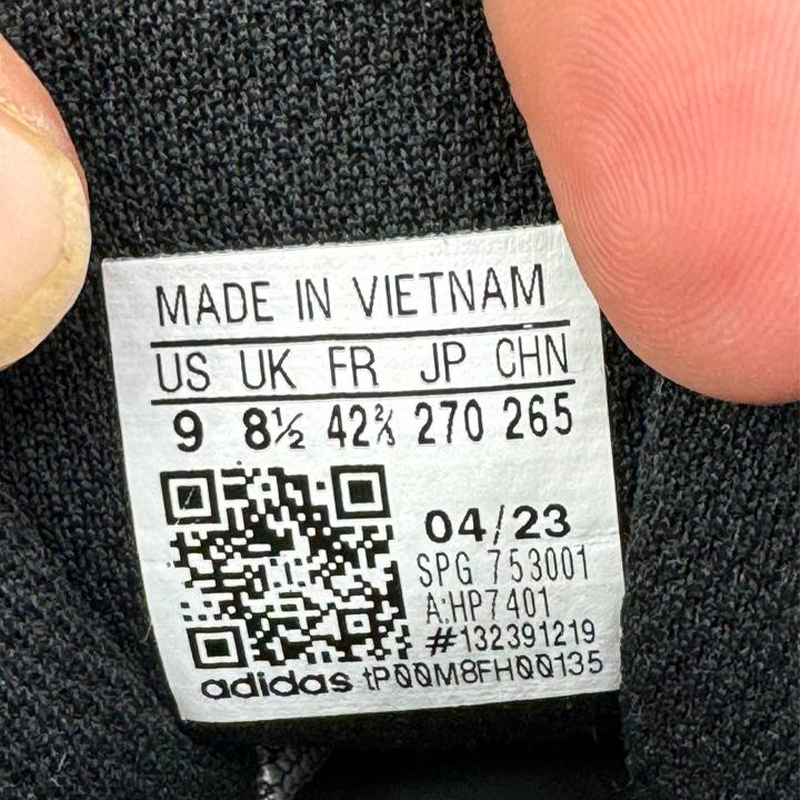 MADE IN VIETNAM
US UK FR JP CHN
9 8½ 42⅔ 270 265
04/23
SPG 753001
A:HP7401
#132391219
adidas tP00M8FH00135